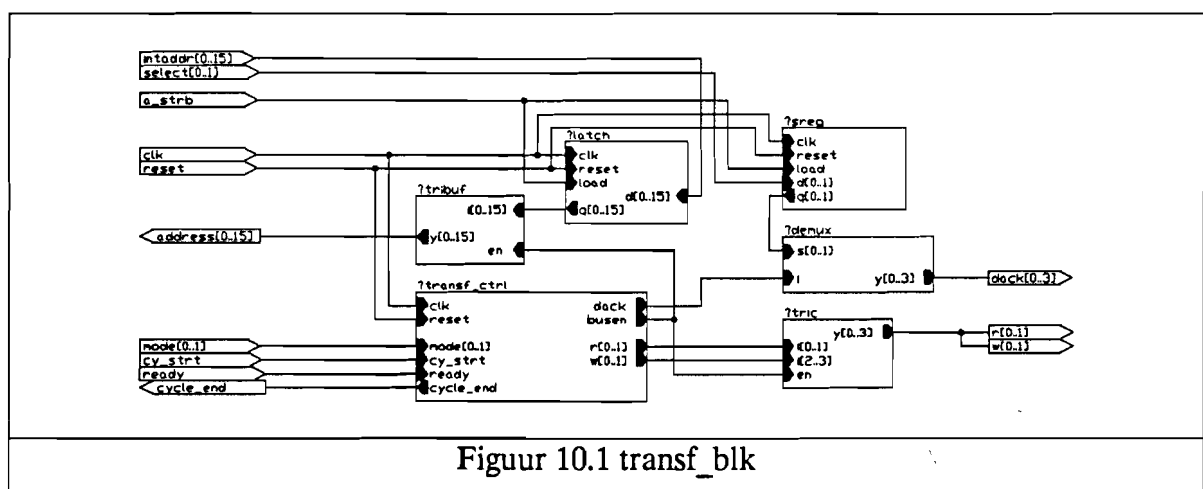 intaddr[0..15]
select[0..1]
a_strb
clk
reset
address[0..15]
mode[0..1]
cy_strt
ready
cycle_end
?tribuf
i[0..15]
y[0..15]
en
?latch
clk
reset
load
d[0..15]
q[0..15]
?transf_ctrl
clk
reset
mode[0..1]
cy_strt
ready
cycle_end
dack
busen
r[0..1]
w[0..1]
?sreg
clk
reset
load
d[0..1]
q[0..1]
?demux
s[0..1]
i
y[0..3]
?tric
y[0..3]
i[0..1]
i[2..3]
en
dack[0..3]
r[0..1]
w[0..1]
Figuur 10.1 transf_blk